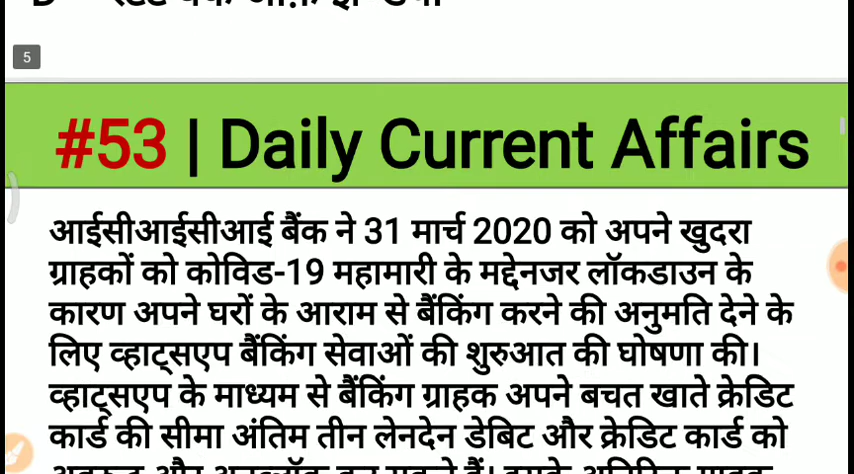 5
#53 | Daily Current Affairs
आईसीआईसीआई बैंक ने 31 मार्च 2020 को अपने खुदरा
ग्राहकों को कोविड-19 महामारी के मद्देनजर लॉकडाउन के
कारण अपने घरों के आराम से बैंकिंग करने की अनुमति देने के
लिए व्हाट्सएप बैंकिंग सेवाओं की शुरुआत की घोषणा की।
व्हाट्सएप के माध्यम से बैंकिंग ग्राहक अपने बचत खाते क्रेडिट
कार्ड की सीमा अंतिम तीन लेनदेन डेबिट और क्रेडिट कार्ड को